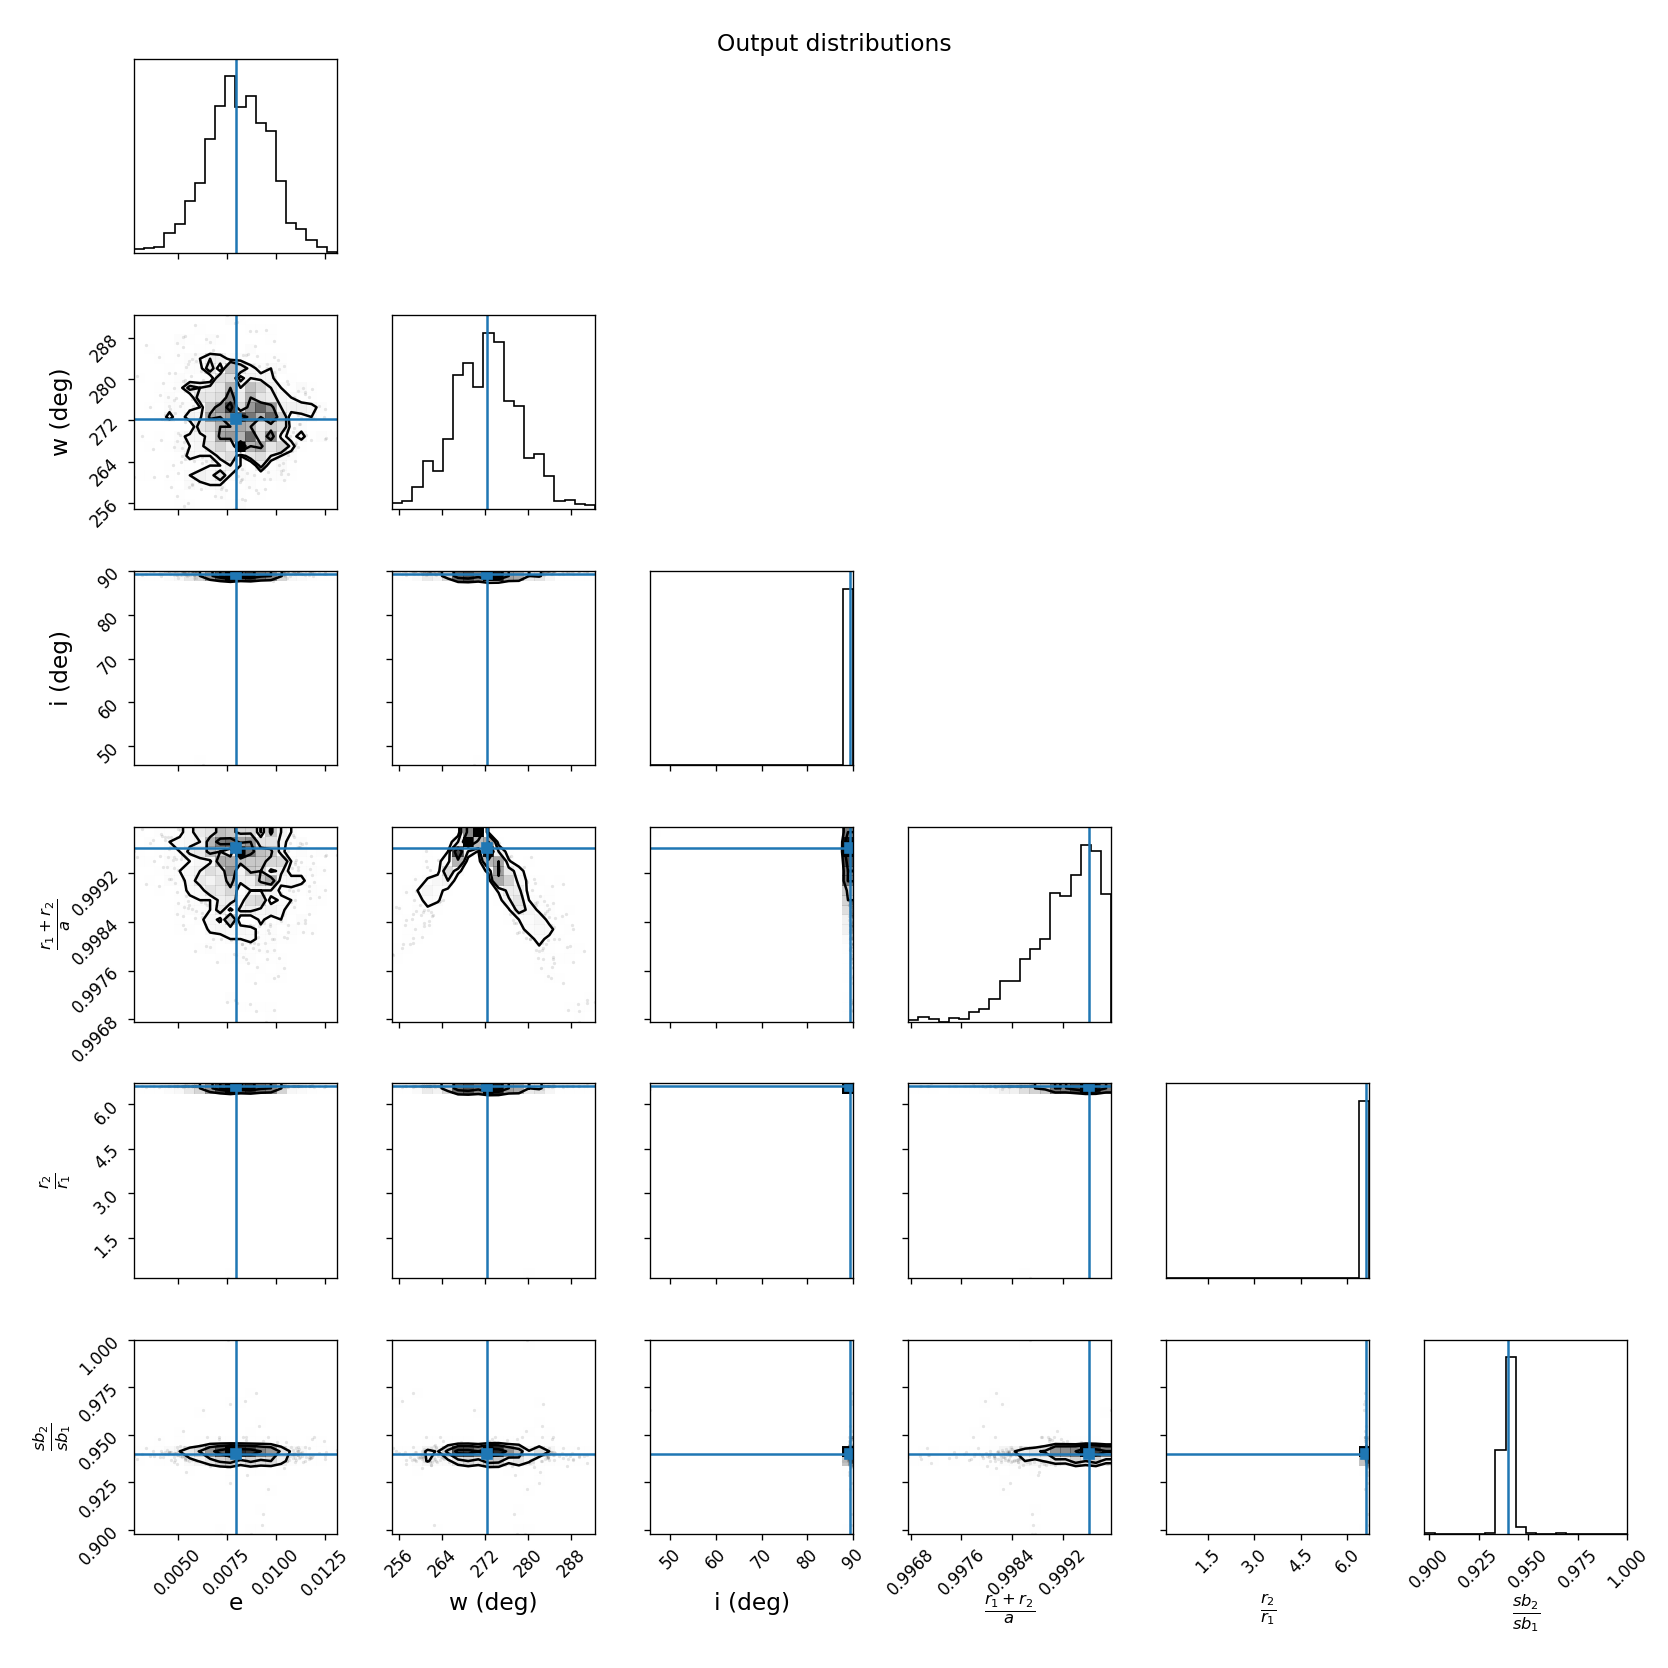 Output distributions
w (deg)
288
280
272
264
256
i (deg)
90
80
70
60
50
r₁ + r₂
a
0.9992
0.9984
0.9976
0.9968
r₂
r₁
6.0
4.5
3.0
1.5
sb₂
sb₁
1.000
0.975
0.950
0.925
0.900
0.0050 0.0075 0.0100 0.0125
e
256 264 272 280 288
w (deg)
50 60 70 80 90
i (deg)
0.9968 0.9976 0.9984 0.9992
r₁ + r₂
a
1.5 3.0 4.5 6.0
r₂
r₁
0.900 0.925 0.950 0.975 1.000
sb₂
sb₁